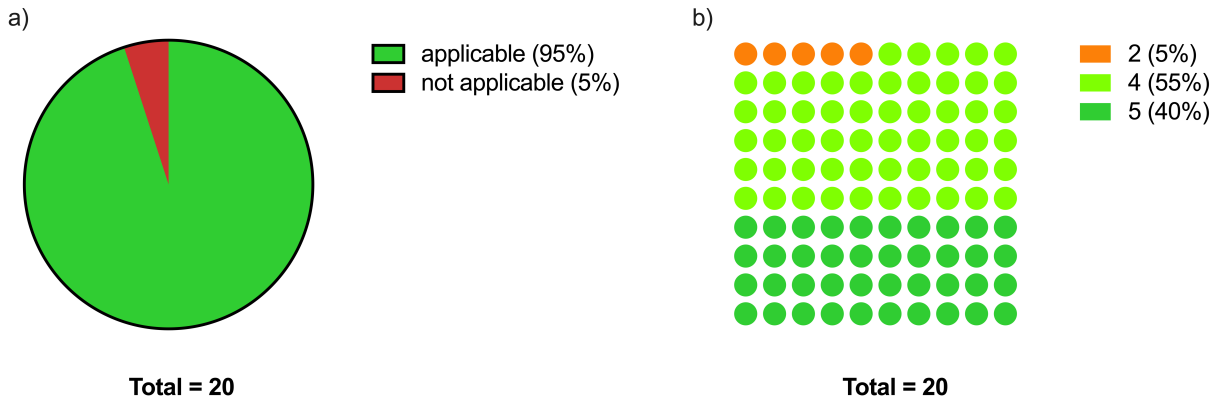 a)
applicable (95%)
not applicable (5%)
Total = 20
b)
2 (5%)
4 (55%)
5 (40%)
Total = 20